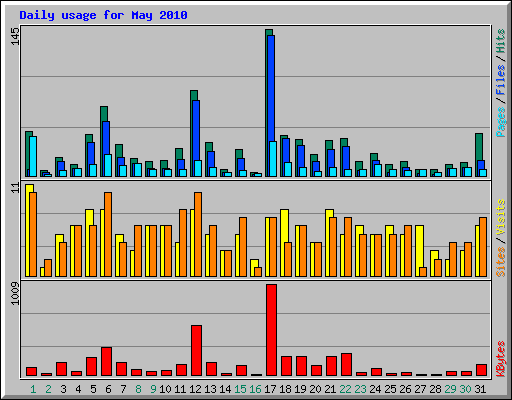 Daily usage for May 2010
145
Pages / Files / Hits
11
Sites / Visits
1009
KBytes
1 2 3 4 5 6 7 8 9 10 11 12 13 14 15 16 17 18 19 20 21 22 23 24 25 26 27 28 29 30 31